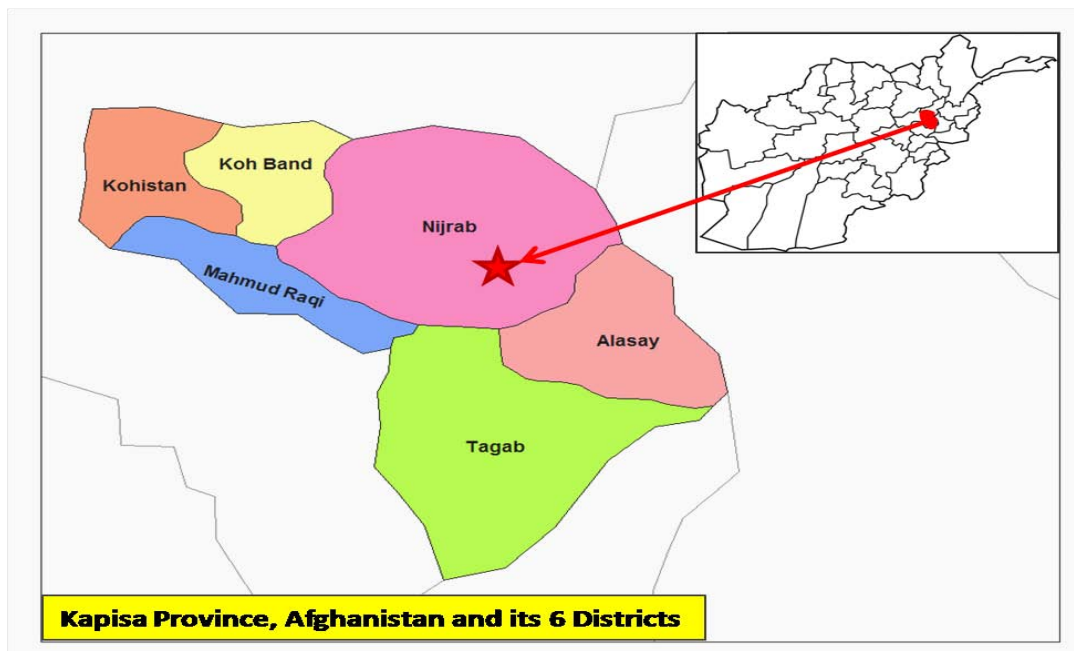 Koh Band
Kohistan
Nijrab
Mahmud Raqi
Alasay
Tagab
Kapisa Province, Afghanistan and its 6 Districts